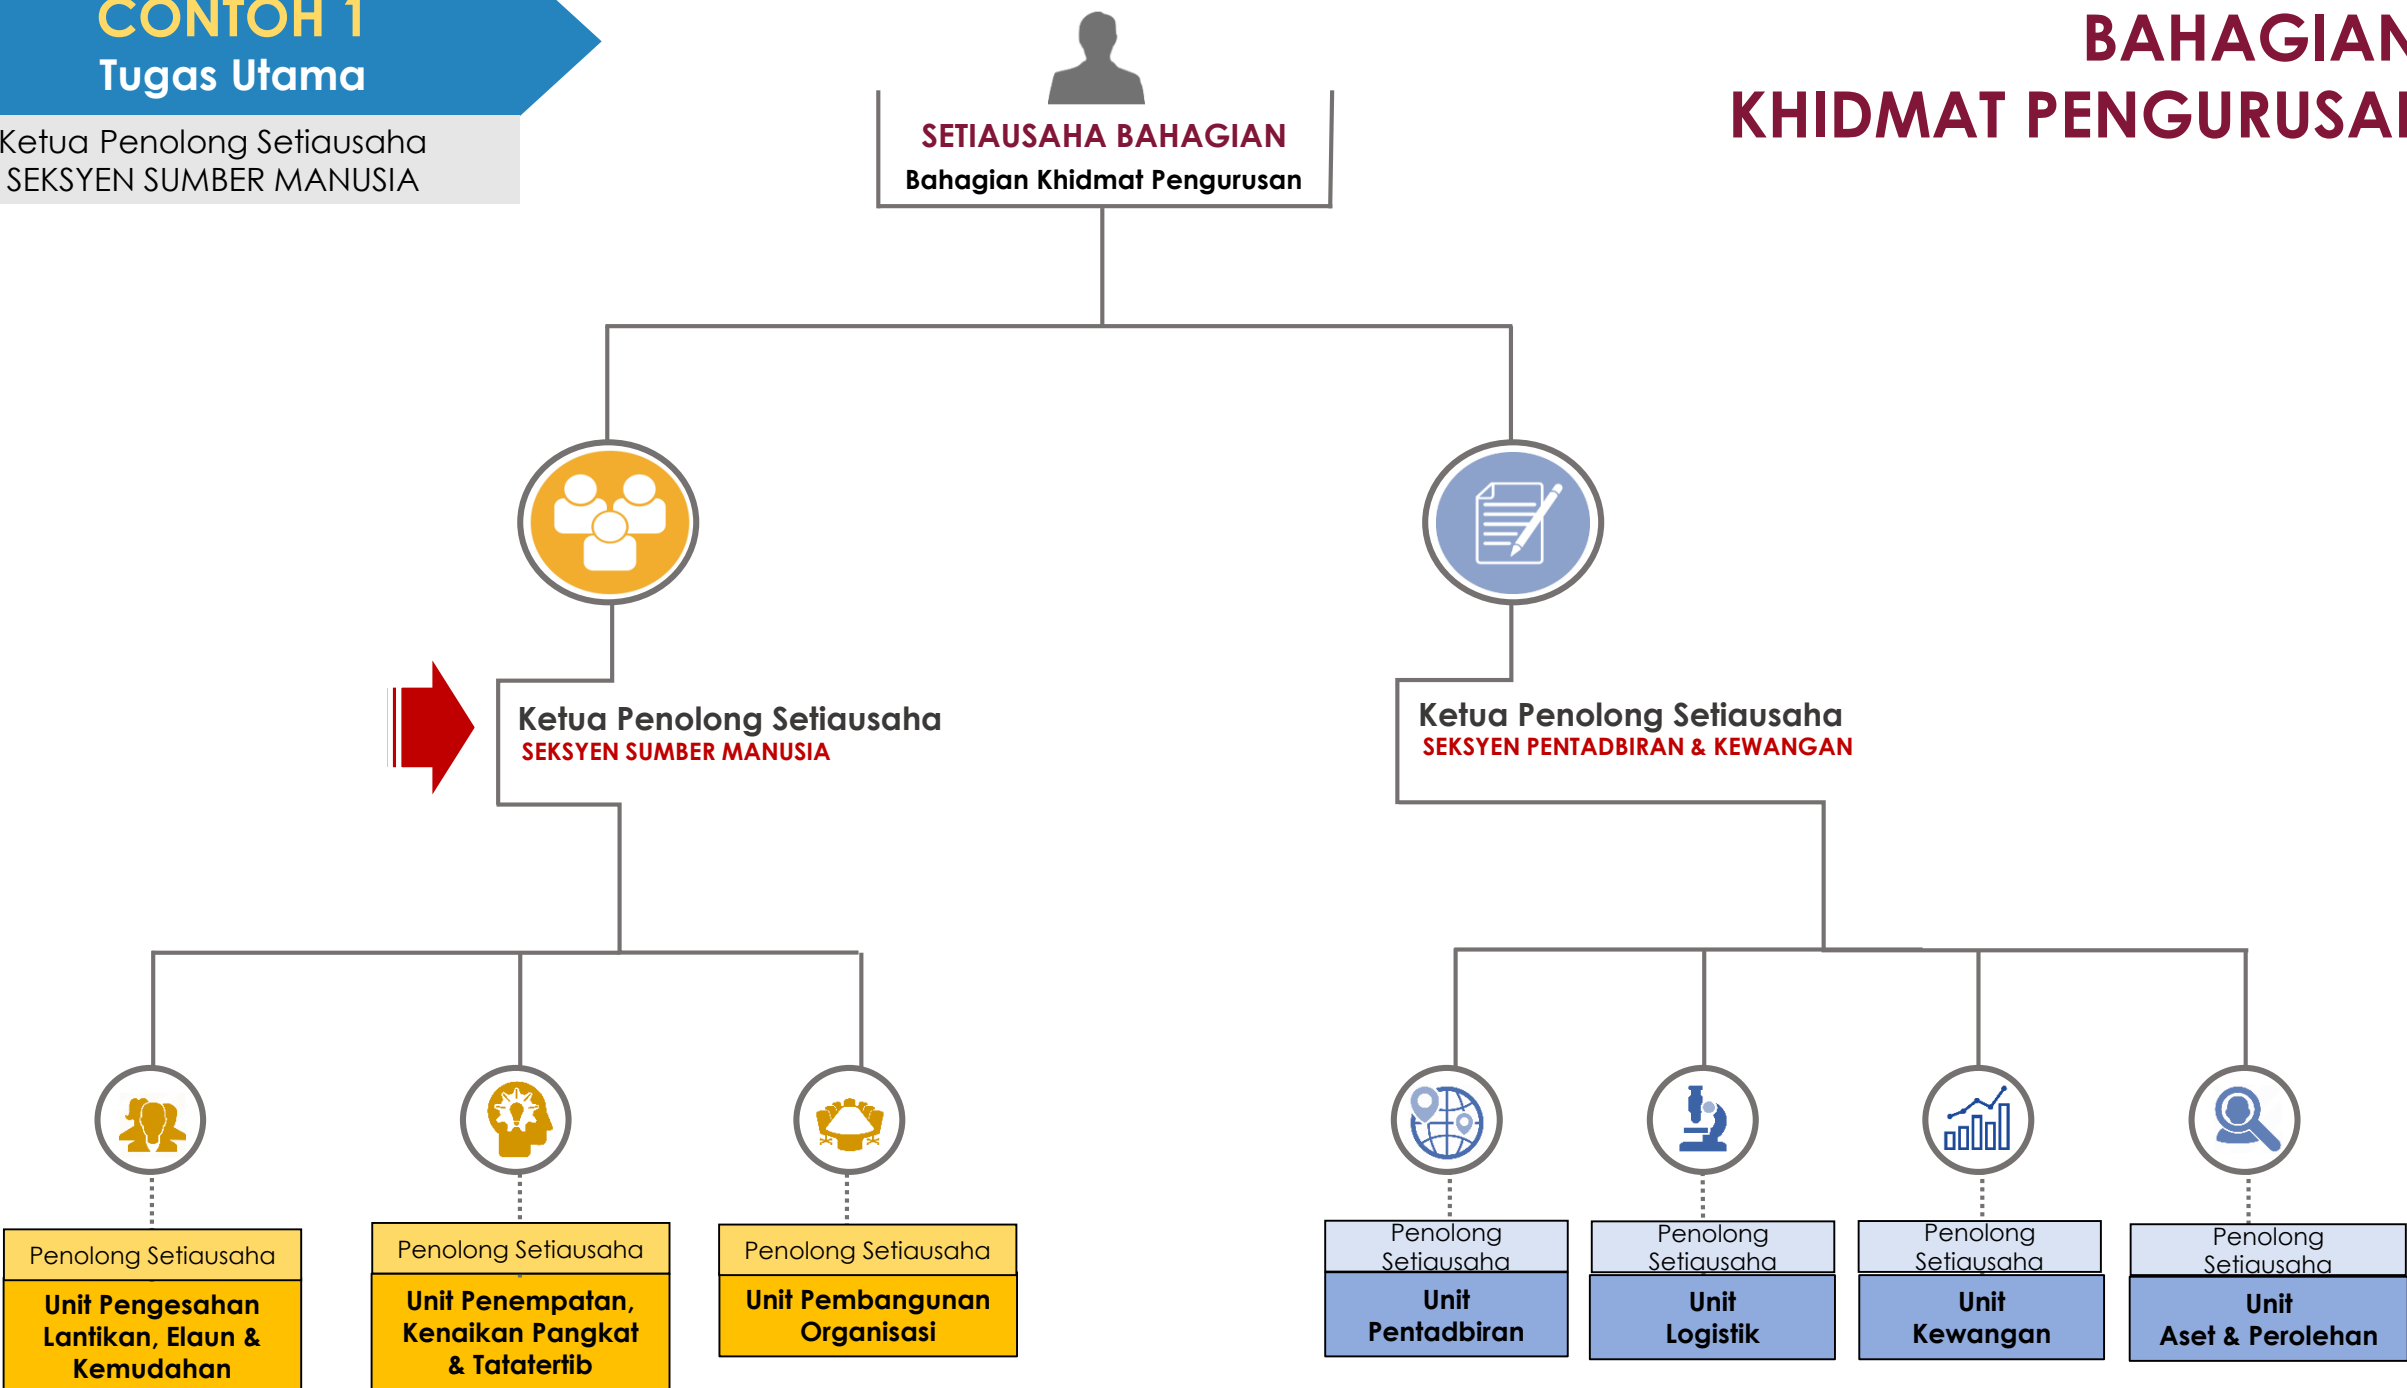 CONTOH 1
Tugas Utama
Ketua Penolong Setiausaha
SEKSYEN SUMBER MANUSIA
BAHAGIAN
KHIDMAT PENGURUSAN
SETIAUSAHA BAHAGIAN
Bahagian Khidmat Pengurusan
Ketua Penolong Setiausaha
SEKSYEN SUMBER MANUSIA
Ketua Penolong Setiausaha
SEKSYEN PENTADBIRAN & KEWANGAN
Penolong Setiausaha
Unit Pengesahan
Lantikan, Elaun &
Kemudahan
Penolong Setiausaha
Unit Penempatan,
Kenaikan Pangkat
& Tatatertib
Penolong Setiausaha
Unit Pembangunan
Organisasi
Penolong
Setiausaha
Unit
Pentadbiran
Penolong
Setiausaha
Unit
Logistik
Penolong
Setiausaha
Unit
Kewangan
Penolong
Setiausaha
Unit
Aset & Perolehan